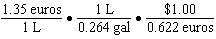 1.35 euros / 1 L • 1 L / 0.264 gal • $1.00 / 0.622 euros